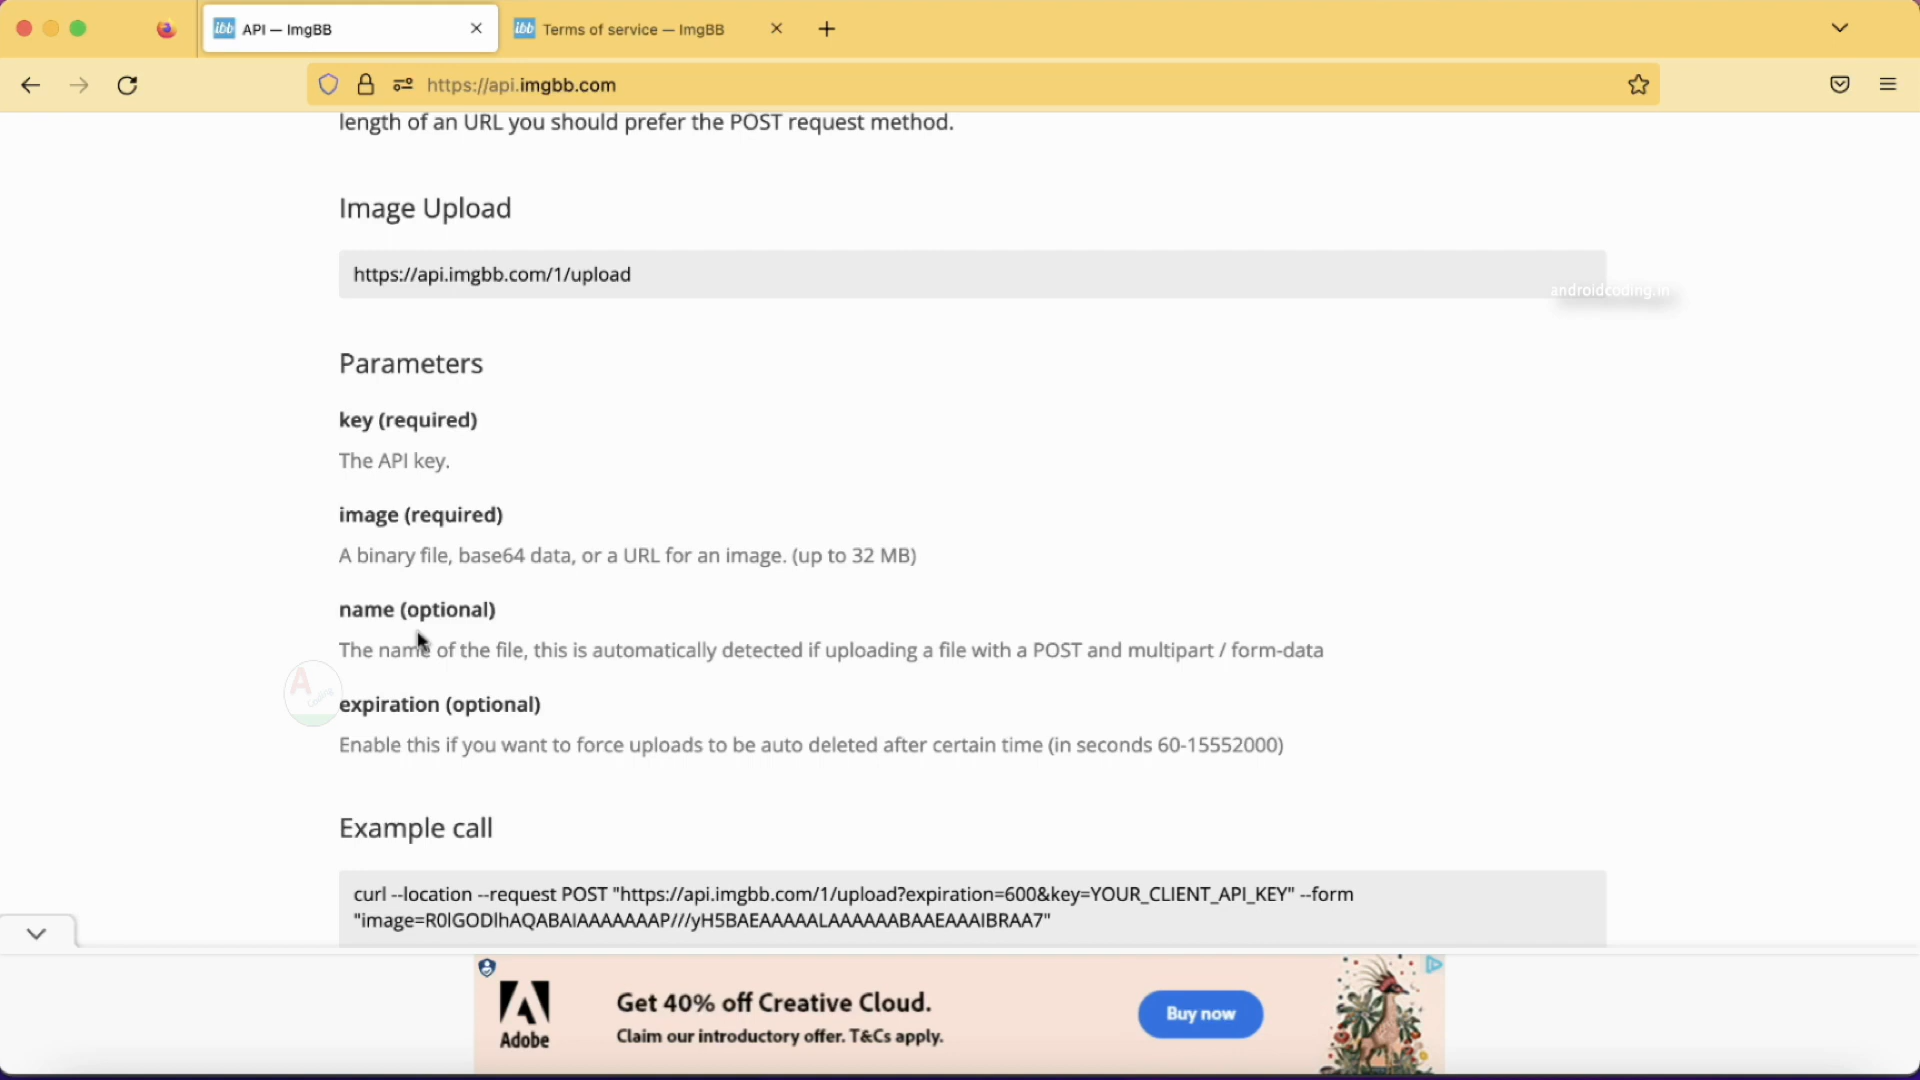 ibb API — ImgBB
ibb Terms of service — ImgBB
https://api.imgbb.com
length of an URL you should prefer the POST request method.
Image Upload
https://api.imgbb.com/1/upload
androidcoding.in
Parameters
key (required)
The API key.
image (required)
A binary file, base64 data, or a URL for an image. (up to 32 MB)
name (optional)
The name of the file, this is automatically detected if uploading a file with a POST and multipart / form-data
A
Coding
expiration (optional)
Enable this if you want to force uploads to be auto deleted after certain time (in seconds 60-15552000)
Example call
curl --location --request POST "https://api.imgbb.com/1/upload?expiration=600&key=YOUR_CLIENT_API_KEY" --form
"image=R0lGODlhAQABAIAAAAAAAP///yH5BAEAAAAALAAAAAABAAEAAAIBRAA7"
Adobe
Get 40% off Creative Cloud.
Claim our introductory offer. T&Cs apply.
Buy now